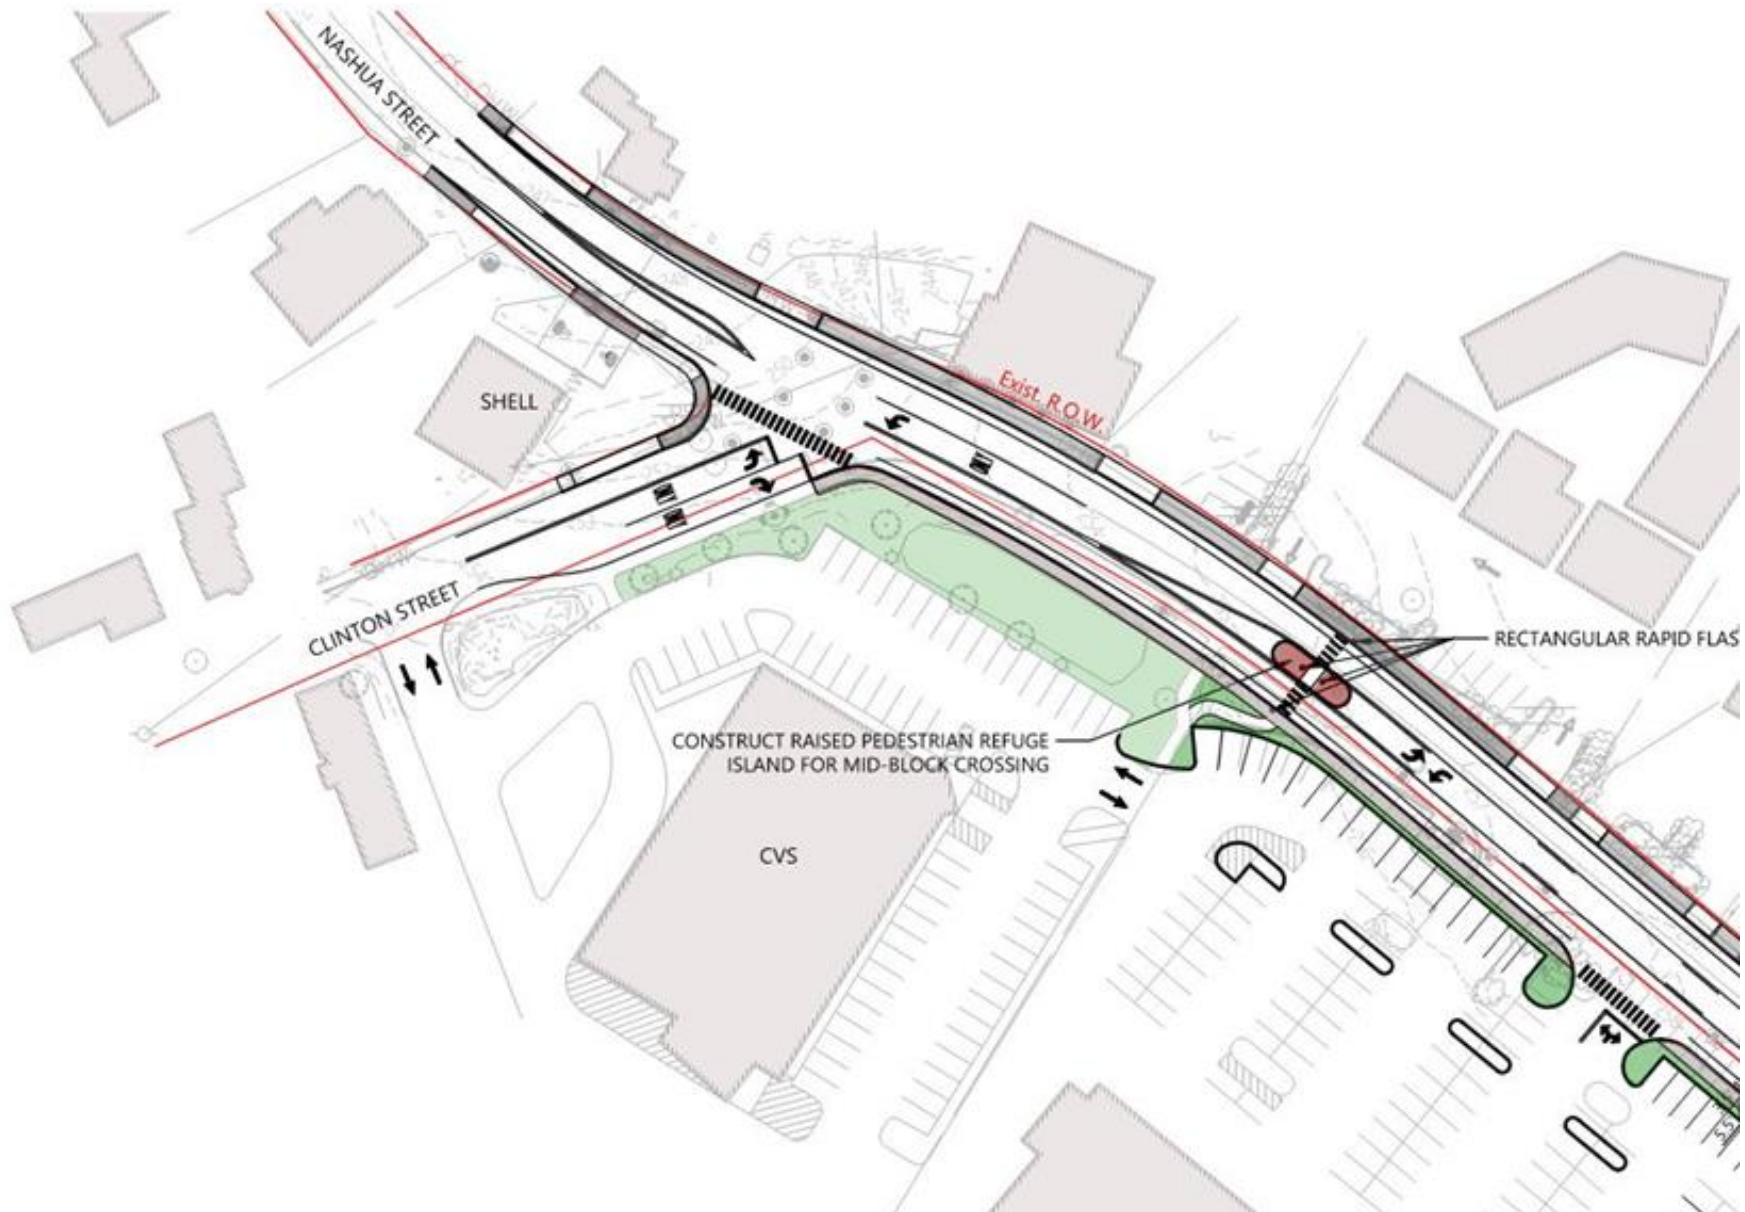 NASHUA STREET
SHELL
Exist. R.O.W.
CLINTON STREET
RECTANGULAR RAPID FLAS
CONSTRUCT RAISED PEDESTRIAN REFUGE
ISLAND FOR MID-BLOCK CROSSING
CVS